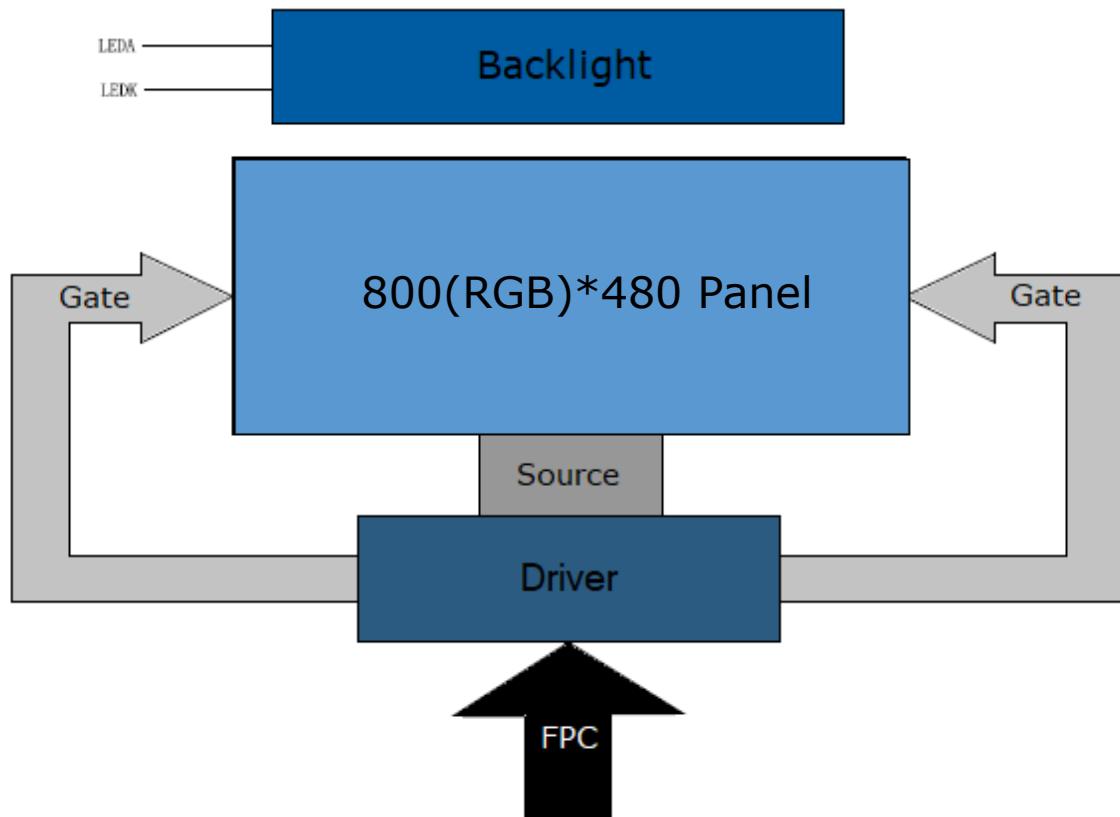 LEDA
LEDK
Backlight
800(RGB)*480 Panel
Gate
Gate
Source
Driver
FPC